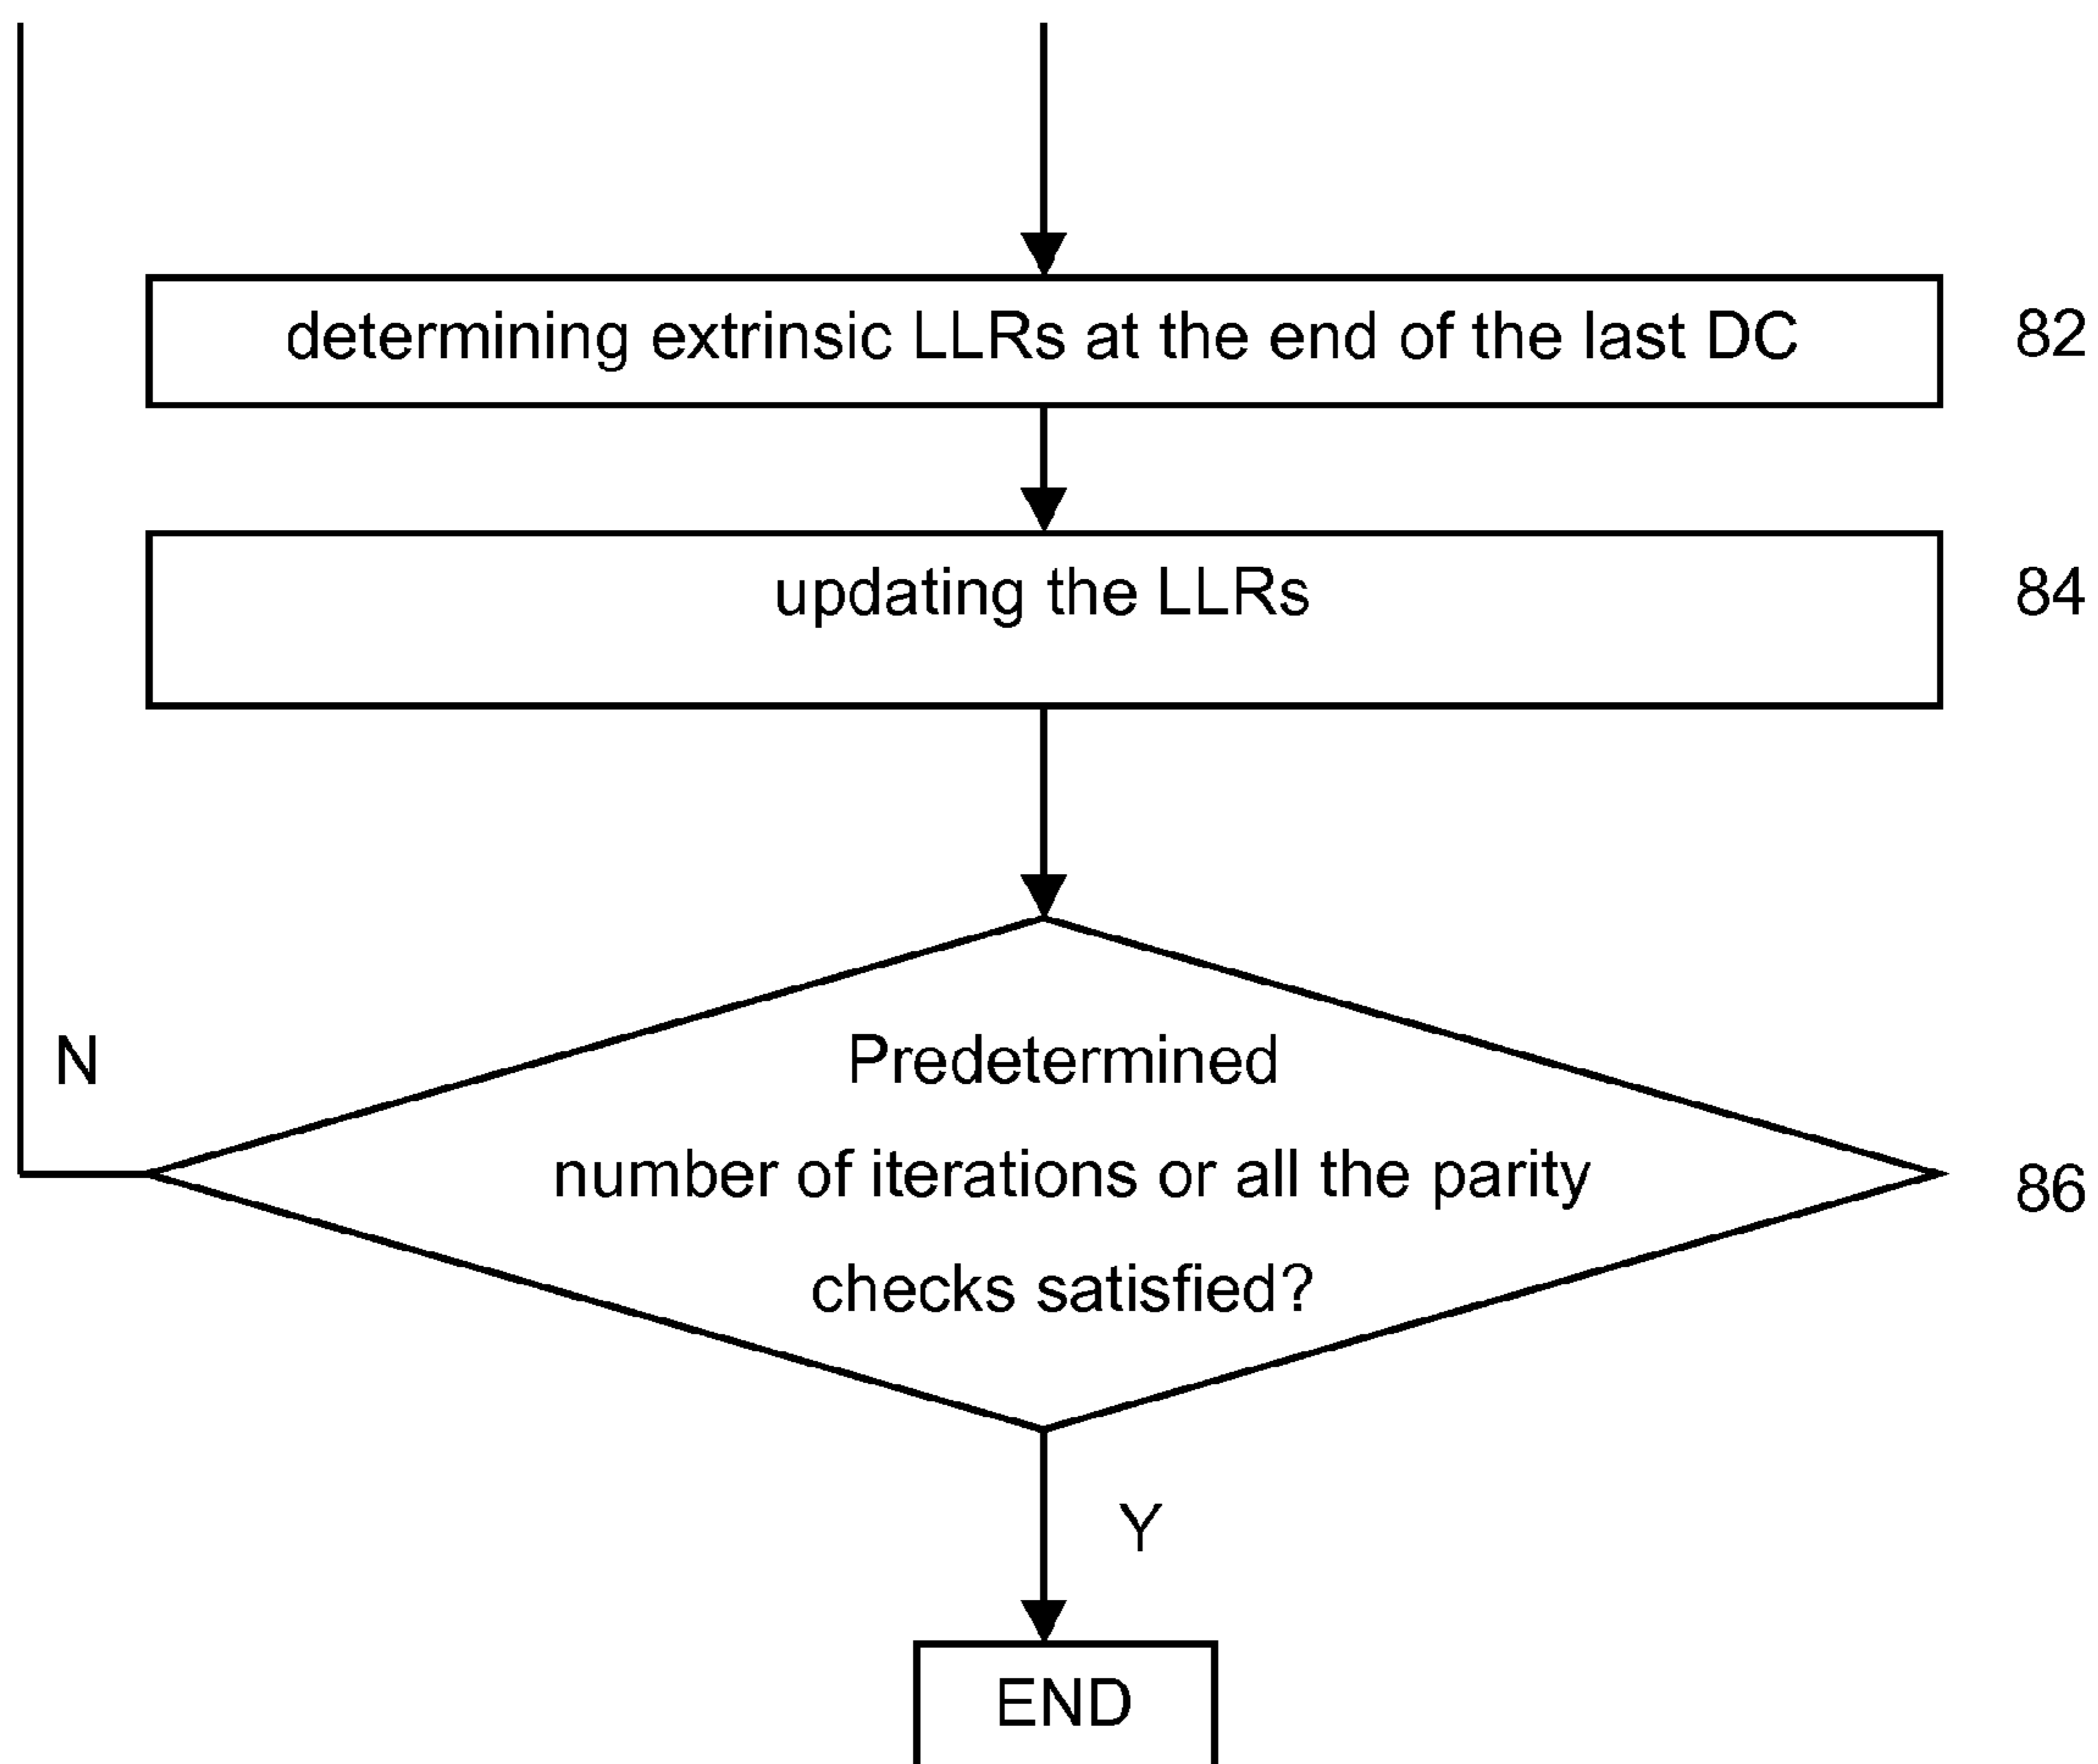 determining extrinsic LLRs at the end of the last DC
82
updating the LLRs
84
N
Predetermined
number of iterations or all the parity
86
checks satisfied?
Y
END